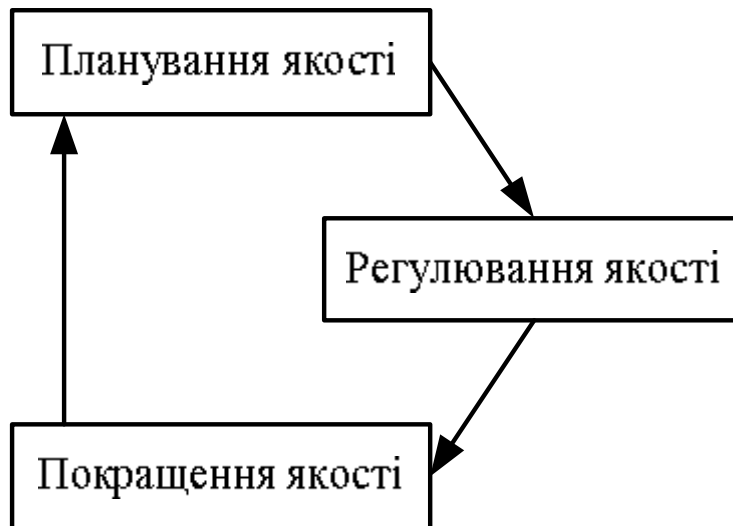 Планування якості
Регулювання якості
Покращення якості